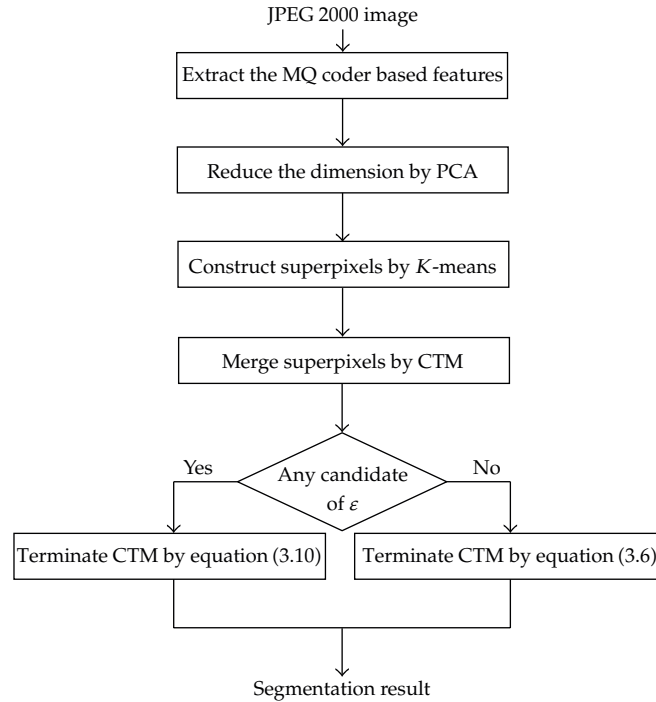 JPEG 2000 image
Extract the MQ coder based features
Reduce the dimension by PCA
Construct superpixels by K-means
Merge superpixels by CTM
Yes
Any candidate
of ε
No
Terminate CTM by equation (3.10)
Terminate CTM by equation (3.6)
Segmentation result